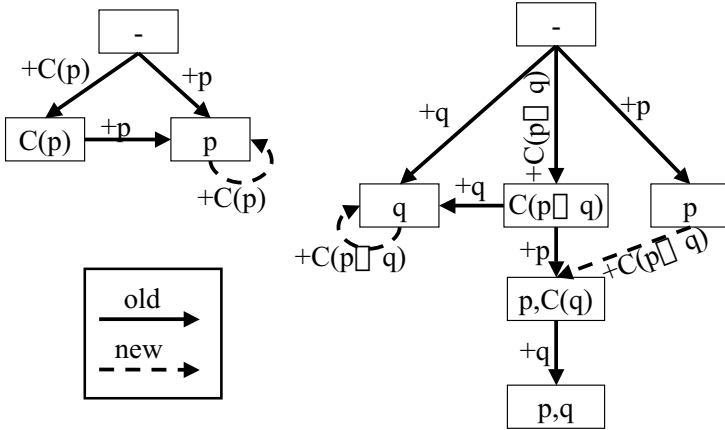 -
+C(p)
+p
C(p)
+p
p
+C(p)
old
new
-
+q
+C(p□ q)
+p
q
+q
C(p□ q)
p
+C(p□ q)
+p
+C(p□ q)
p,C(q)
+q
p,q